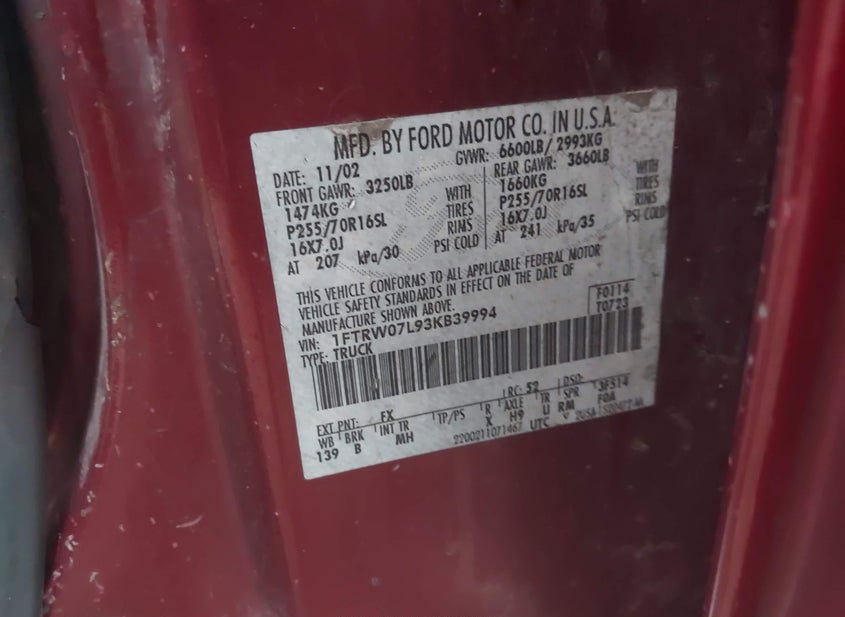 MFD. BY FORD MOTOR CO. IN U.S.A.
DATE: 11/02 GVWR: 6600LB/ 2993KG
FRONT GAWR: 3250LB REAR GAWR: 3660LB
1474KG WITH 1660KG WITH
P255/70R16SL TIRES P255/70R16SL TIRES
16X7.0J RIMS 16X7.0J RIMS
AT 207 kPa/30 PSI COLD AT 241 kPa/35 PSI COLD
THIS VEHICLE CONFORMS TO ALL APPLICABLE FEDERAL MOTOR
VEHICLE SAFETY STANDARDS IN EFFECT ON THE DATE OF
MANUFACTURE SHOWN ABOVE.
VIN: 1FTRW07L93KB39994 F0114
TYPE: TRUCK T0723
EXT PNT: FX RC: 52 DSO: 3F514
WB BRK INT TR TP/PS R AXLE TR SPR F0A
139 B MH X H9 U RM
2200211071467 UTC